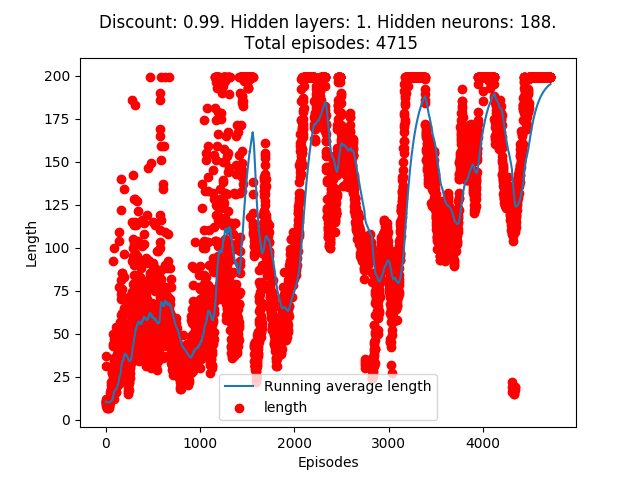 Discount: 0.99. Hidden layers: 1. Hidden neurons: 188.
Total episodes: 4715
200
175
150
125
100
75
50
25
0
Length
Running average length
length
0
1000
2000
3000
4000
Episodes